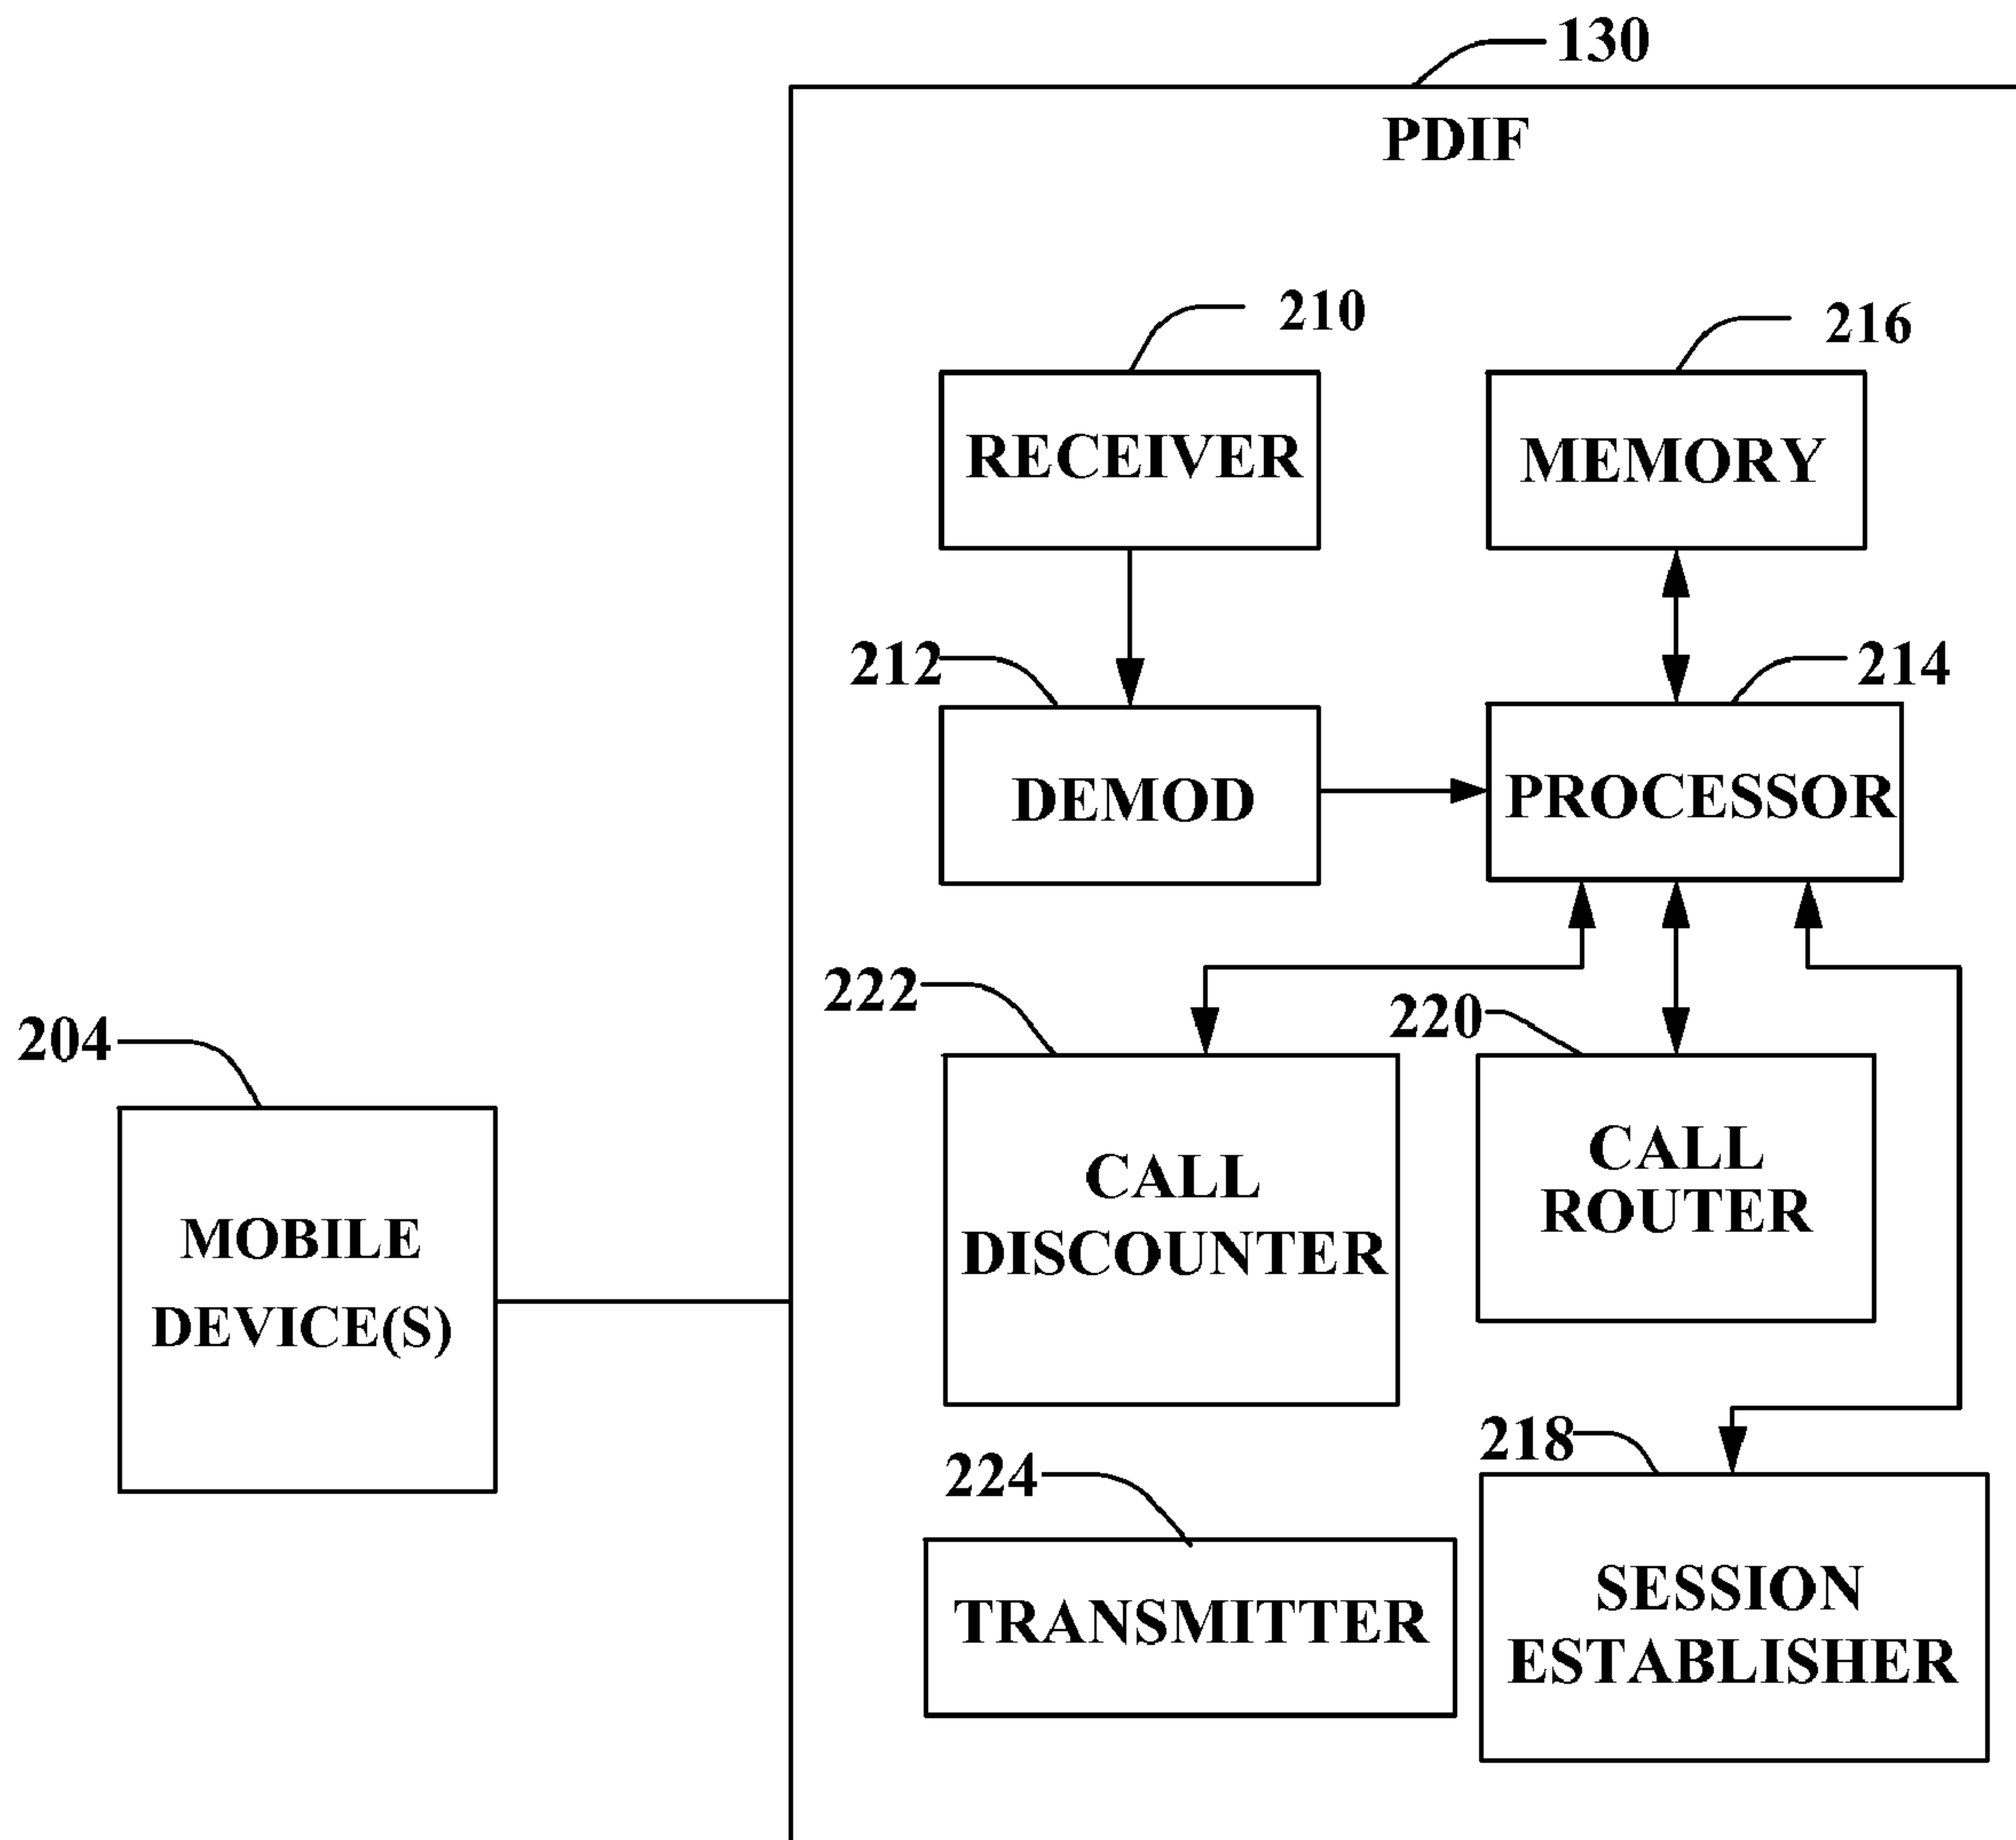 130
PDIF
210
216
RECEIVER
MEMORY
212
214
DEMOD
PROCESSOR
222
220
204
CALL
DISCOUNTER
CALL
ROUTER
MOBILE
DEVICE(S)
218
224
TRANSMITTER
SESSION
ESTABLISHER